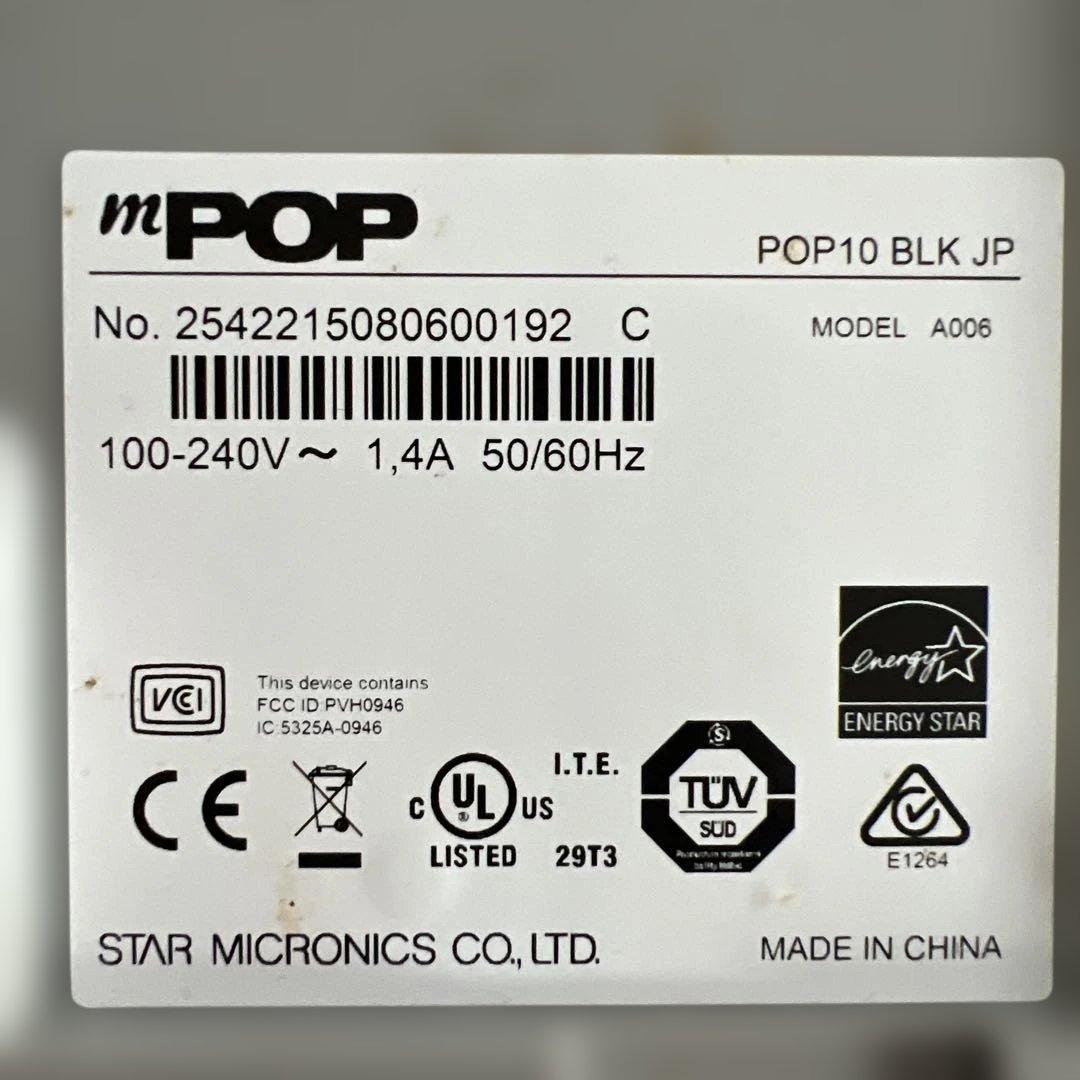 mPOP
POP10 BLK JP
No. 2542215080600192 C
MODEL A006
100-240V～ 1,4A 50/60Hz
energy
ENERGY STAR
VCI
This device contains
FCC ID:PVH0946
IC:5325A-0946
CE
C UL® US
LISTED
I.T.E.
29T3
S
TÜV
SÜD
E1264
STAR MICRONICS CO., LTD.
MADE IN CHINA